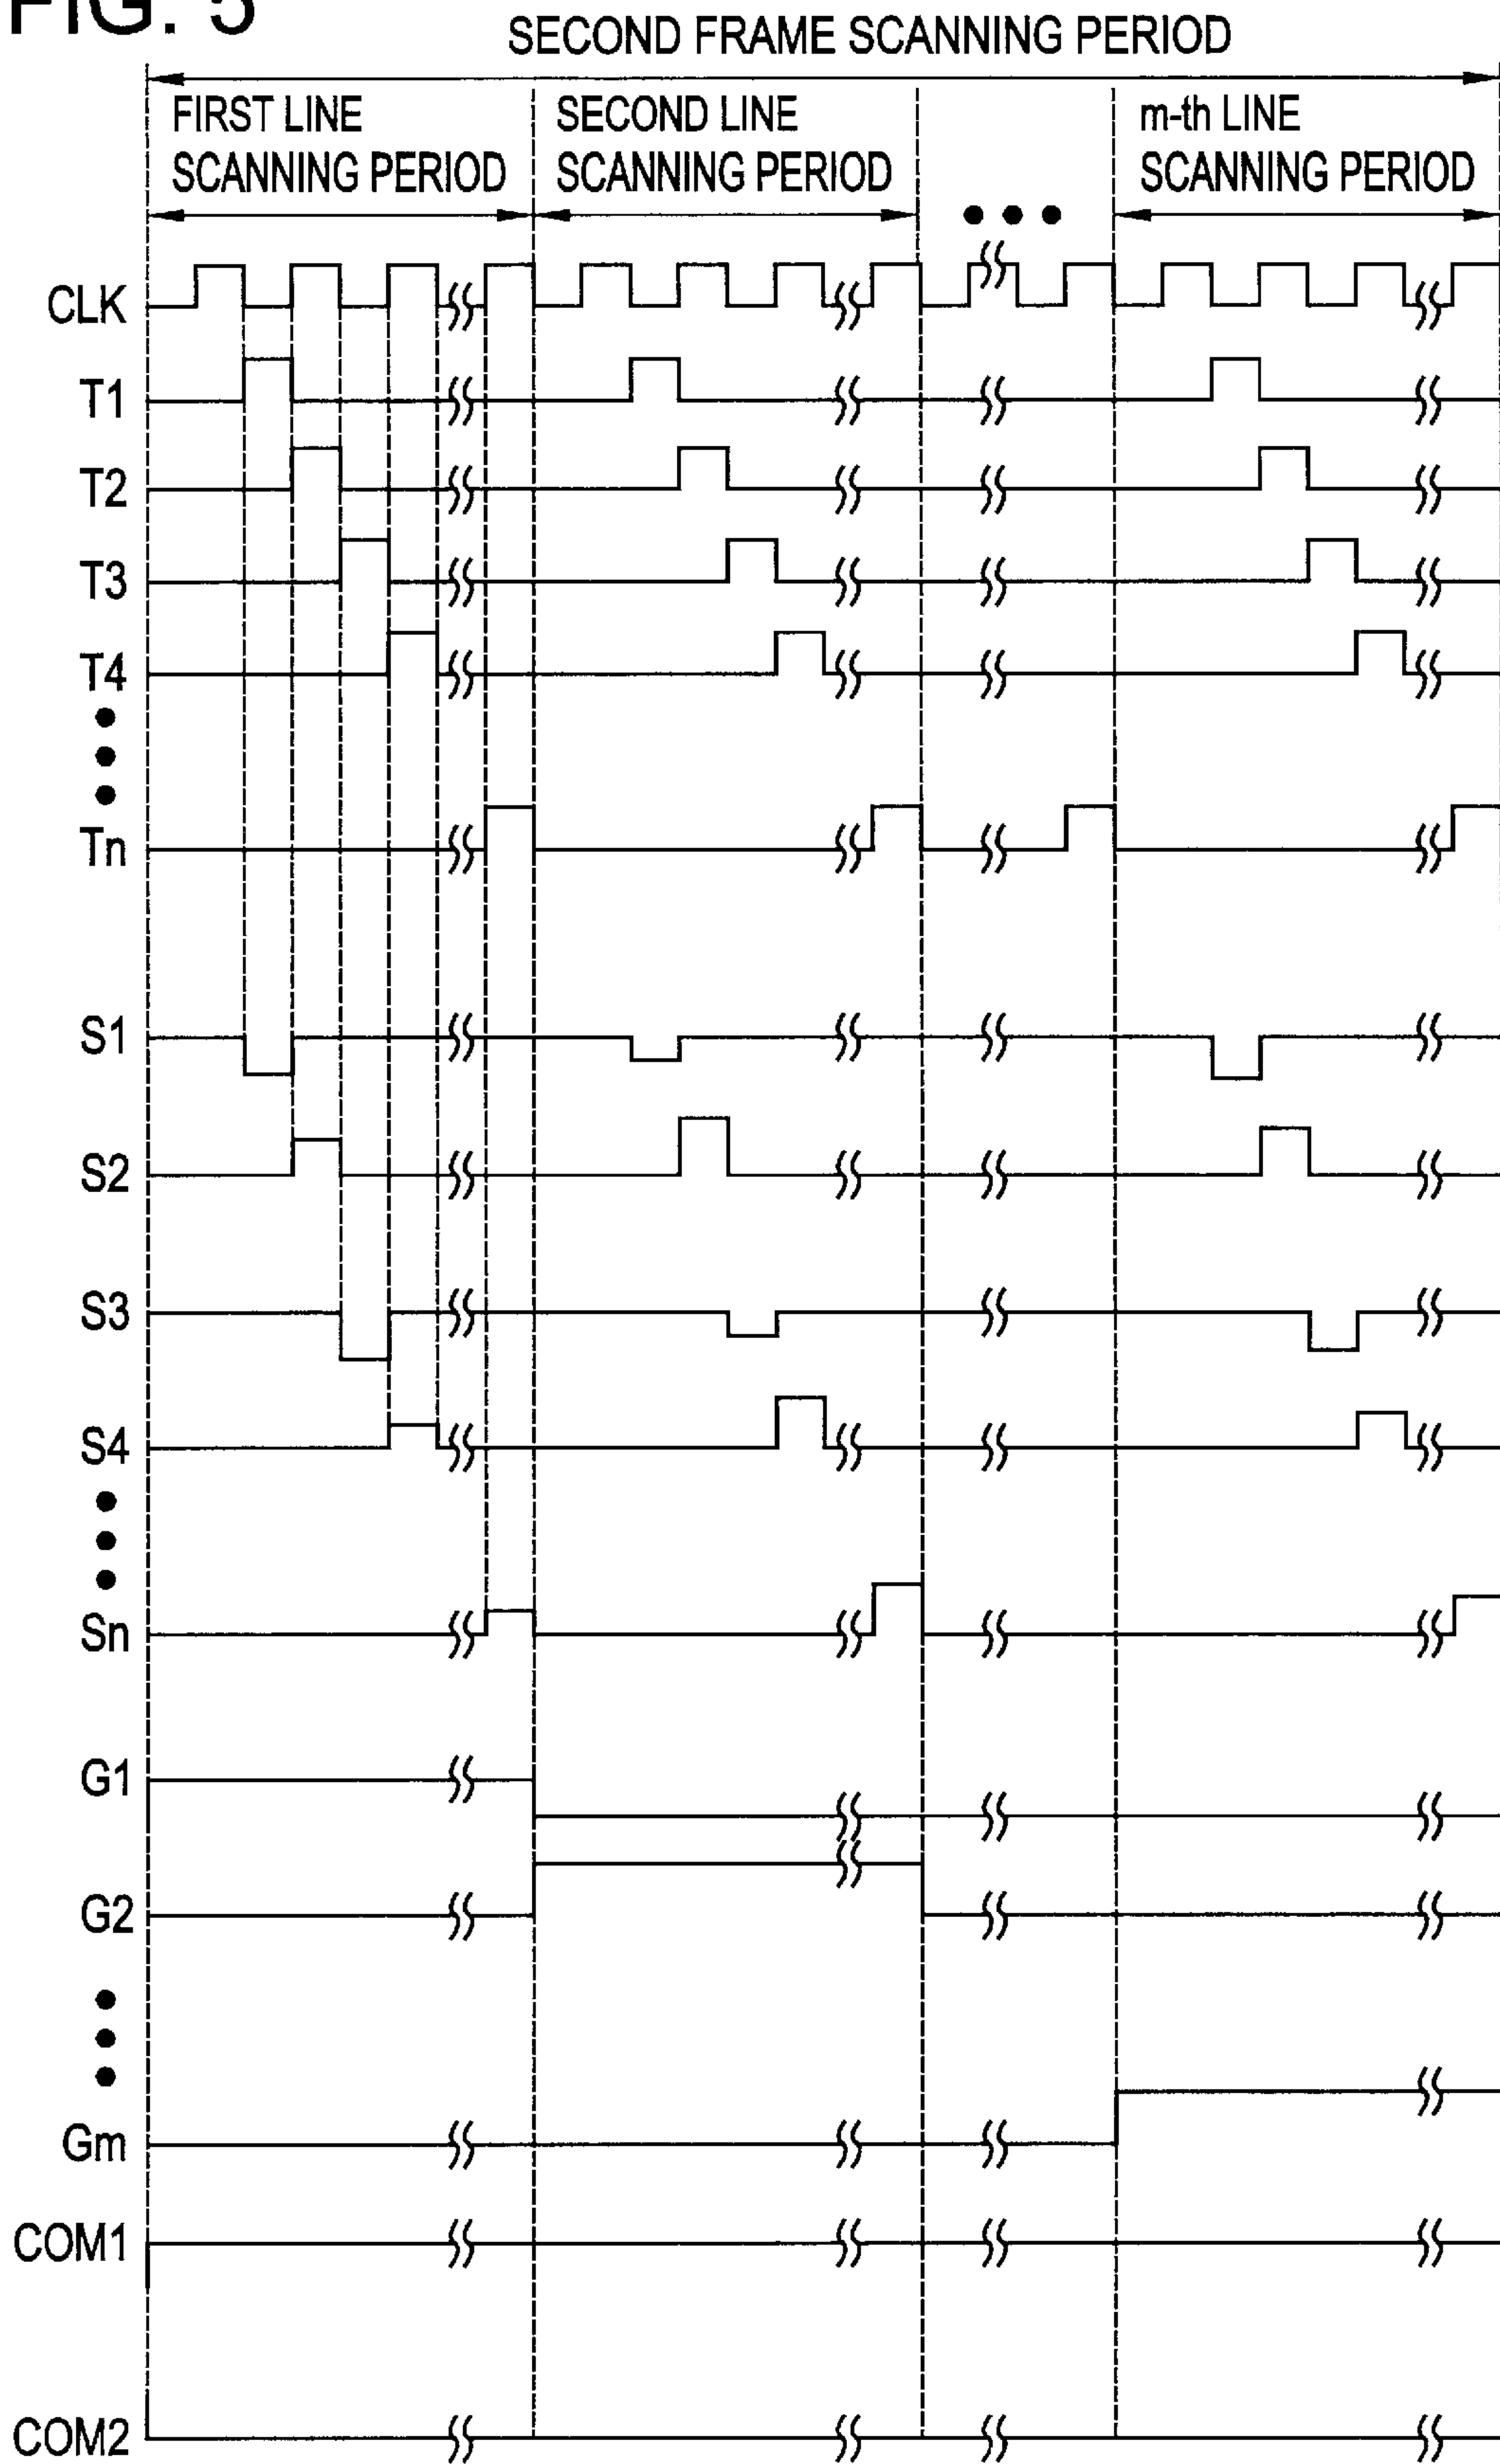 FIG. 5
SECOND FRAME SCANNING PERIOD
FIRST LINE
SCANNING PERIOD
SECOND LINE
SCANNING PERIOD
m-th LINE
SCANNING PERIOD
CLK
T1
T2
T3
T4
Tn
S1
S2
S3
S4
Sn
G1
G2
Gm
COM1
COM2